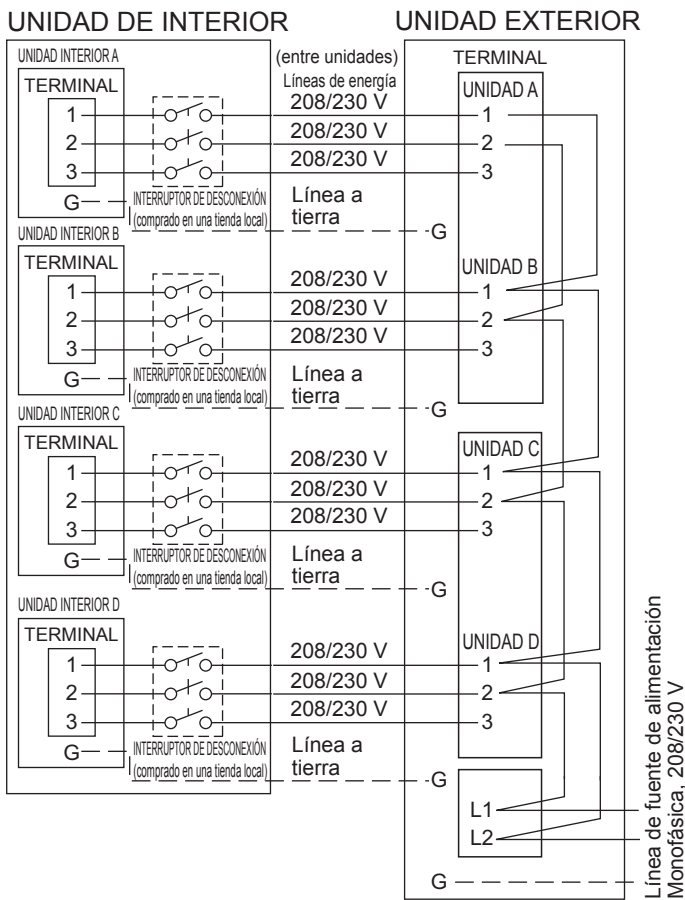 UNIDAD DE INTERIOR
UNIDAD EXTERIOR
UNIDAD INTERIOR A
(entre unidades)
Líneas de energía
TERMINAL
TERMINAL
UNIDAD A
1
208/230 V
1
2
208/230 V
2
3
208/230 V
3
G
INTERRUPTOR DE DESCONEXIÓN
(comprado en una tienda local)
Línea a
tierra
G
UNIDAD INTERIOR B
TERMINAL
UNIDAD B
1
208/230 V
1
2
208/230 V
2
3
208/230 V
3
G
INTERRUPTOR DE DESCONEXIÓN
(comprado en una tienda local)
Línea a
tierra
G
UNIDAD INTERIOR C
TERMINAL
UNIDAD C
1
208/230 V
1
2
208/230 V
2
3
208/230 V
3
G
INTERRUPTOR DE DESCONEXIÓN
(comprado en una tienda local)
Línea a
tierra
G
UNIDAD INTERIOR D
TERMINAL
UNIDAD D
1
208/230 V
1
2
208/230 V
2
3
208/230 V
3
G
INTERRUPTOR DE DESCONEXIÓN
(comprado en una tienda local)
Línea a
tierra
G
L1
L2
G
Línea de fuente de alimentación
Monofásica, 208/230 V